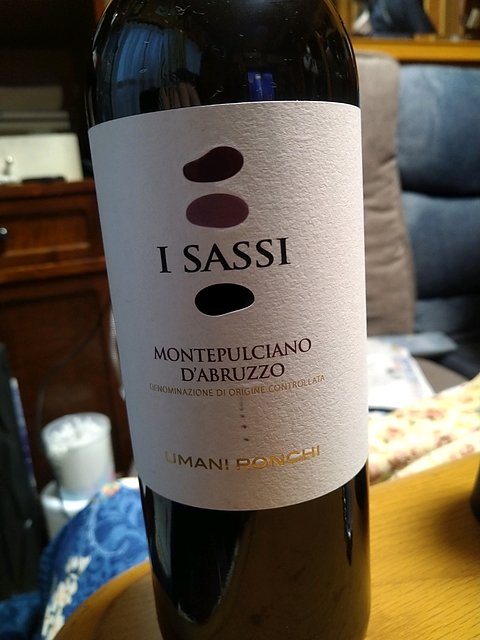 I SASSI
MONTEPULCIANO
D'ABRUZZO
DENOMINAZIONE DI ORIGINE CONTROLLATA
UMANI RONCHI